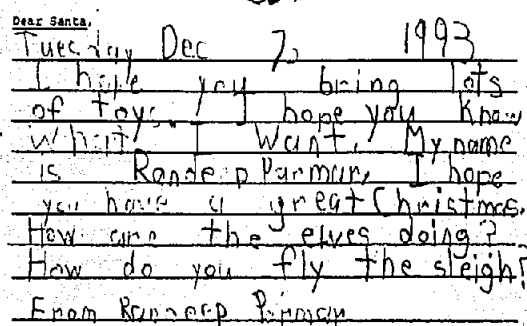 Dear Santa,
Tuesday Dec 7, 1993
I hope you bring lots
of toys. I hope you know
what I want. My name
is Randeep Parmar, I hope
you have a great Christmas.
How are the elves doing?
How do you fly the sleigh?
From Randeep Parmar